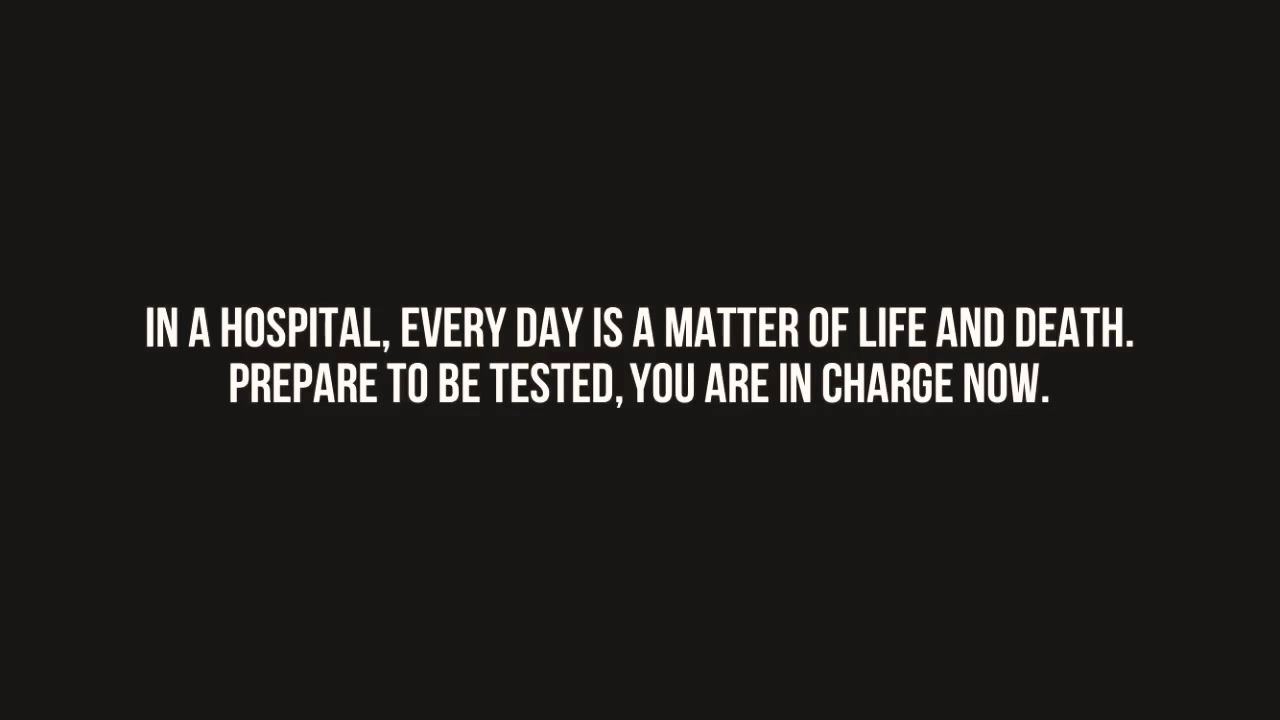 IN A HOSPITAL, EVERY DAY IS A MATTER OF LIFE AND DEATH.
PREPARE TO BE TESTED, YOU ARE IN CHARGE NOW.